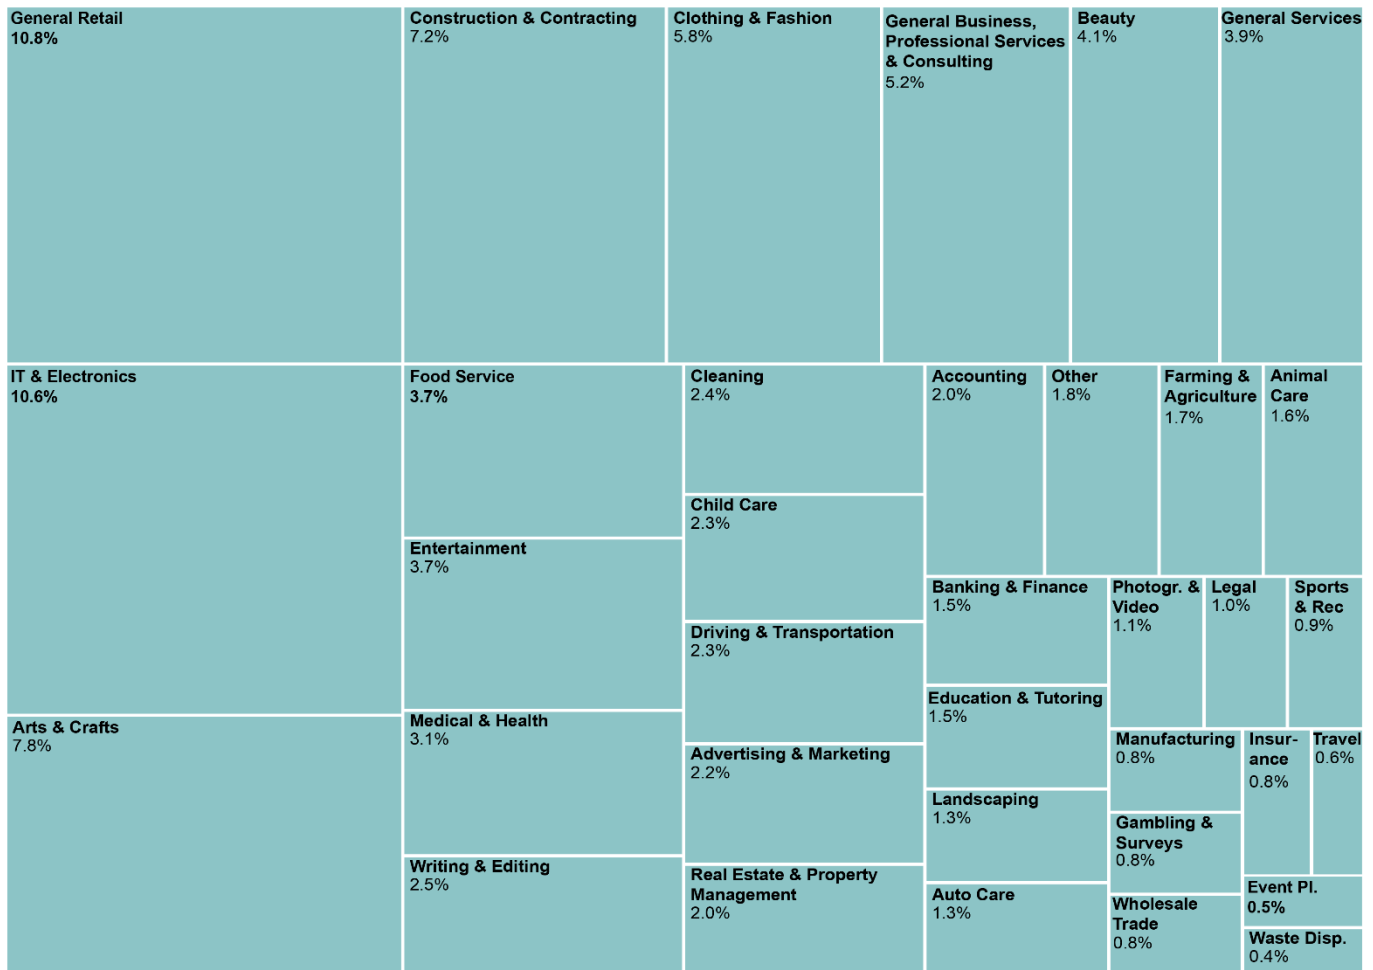 General Retail
10.8%
Construction & Contracting
7.2%
Clothing & Fashion
5.8%
General Business,
Professional Services
& Consulting
5.2%
Beauty
4.1%
General Services
3.9%
IT & Electronics
10.6%
Arts & Crafts
7.8%
Food Service
3.7%
Entertainment
3.7%
Medical & Health
3.1%
Writing & Editing
2.5%
Cleaning
2.4%
Child Care
2.3%
Driving & Transportation
2.3%
Advertising & Marketing
2.2%
Real Estate & Property
Management
2.0%
Accounting
2.0%
Other
1.8%
Farming &
Agriculture
1.7%
Animal
Care
1.6%
Banking & Finance
1.5%
Education & Tutoring
1.5%
Landscaping
1.3%
Auto Care
1.3%
Photogr. &
Video
1.1%
Legal
1.0%
Sports
& Rec
0.9%
Manufacturing
0.8%
Gambling &
Surveys
0.8%
Wholesale
Trade
0.8%
Insur-
ance
0.8%
Travel
0.6%
Event Pl.
0.5%
Waste Disp.
0.4%